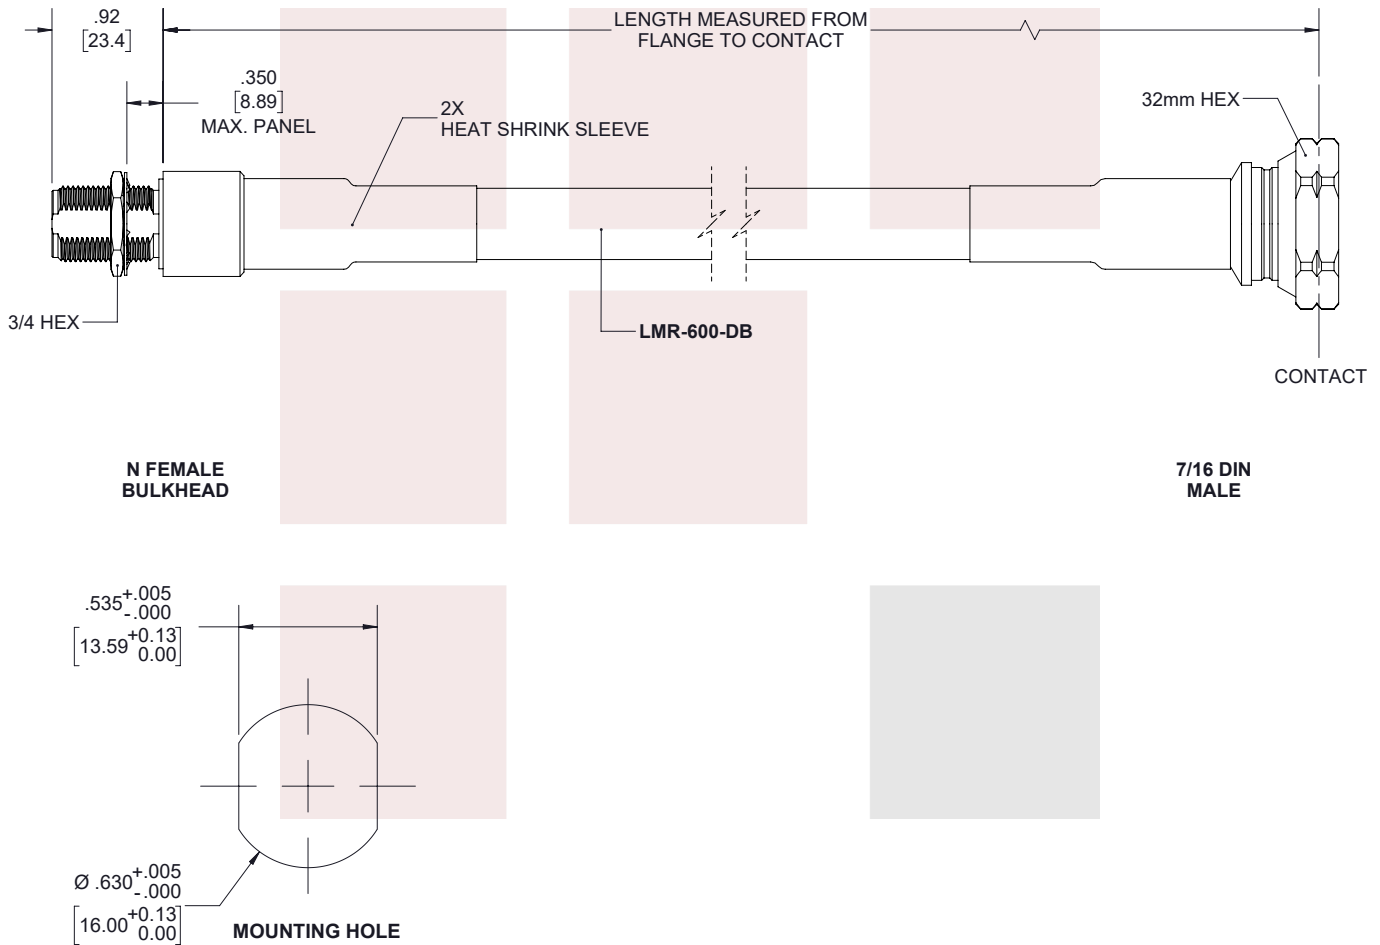 .92
[23.4]
LENGTH MEASURED FROM
FLANGE TO CONTACT
.350
[8.89]
MAX. PANEL
2X
HEAT SHRINK SLEEVE
32mm HEX
3/4 HEX
LMR-600-DB
CONTACT
N FEMALE
BULKHEAD
7/16 DIN
MALE
.535 +.005
-.000
[13.59 +0.13
0.00]
Ø .630 +.005
-.000
[16.00 +0.13
0.00]
MOUNTING HOLE